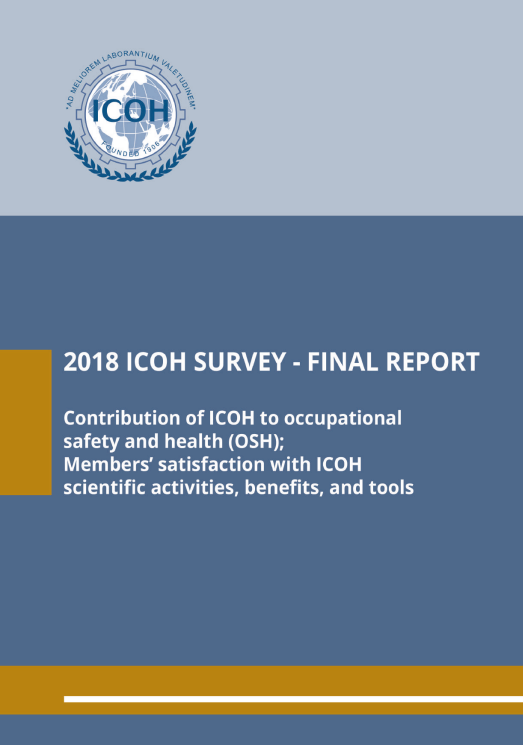 "AD MELIOREM LABORANTIUM VALETUDINEM"
ICOH
FOUNDED 1906
2018 ICOH SURVEY - FINAL REPORT
Contribution of ICOH to occupational
safety and health (OSH);
Members’ satisfaction with ICOH
scientific activities, benefits, and tools